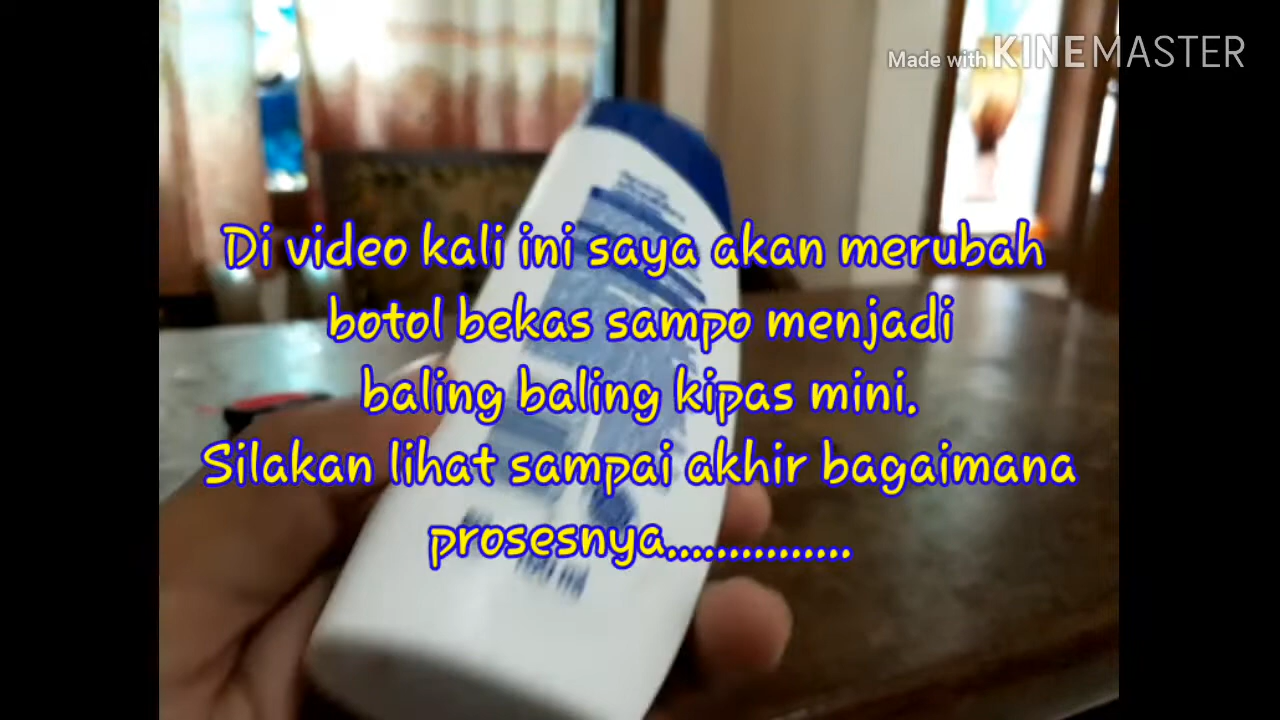 Made with KINEMASTER
Di video kali ini saya akan merubah
botol bekas sampo menjadi
baling baling kipas mini.
Silakan lihat sampai akhir bagaimana
prosesnya...............